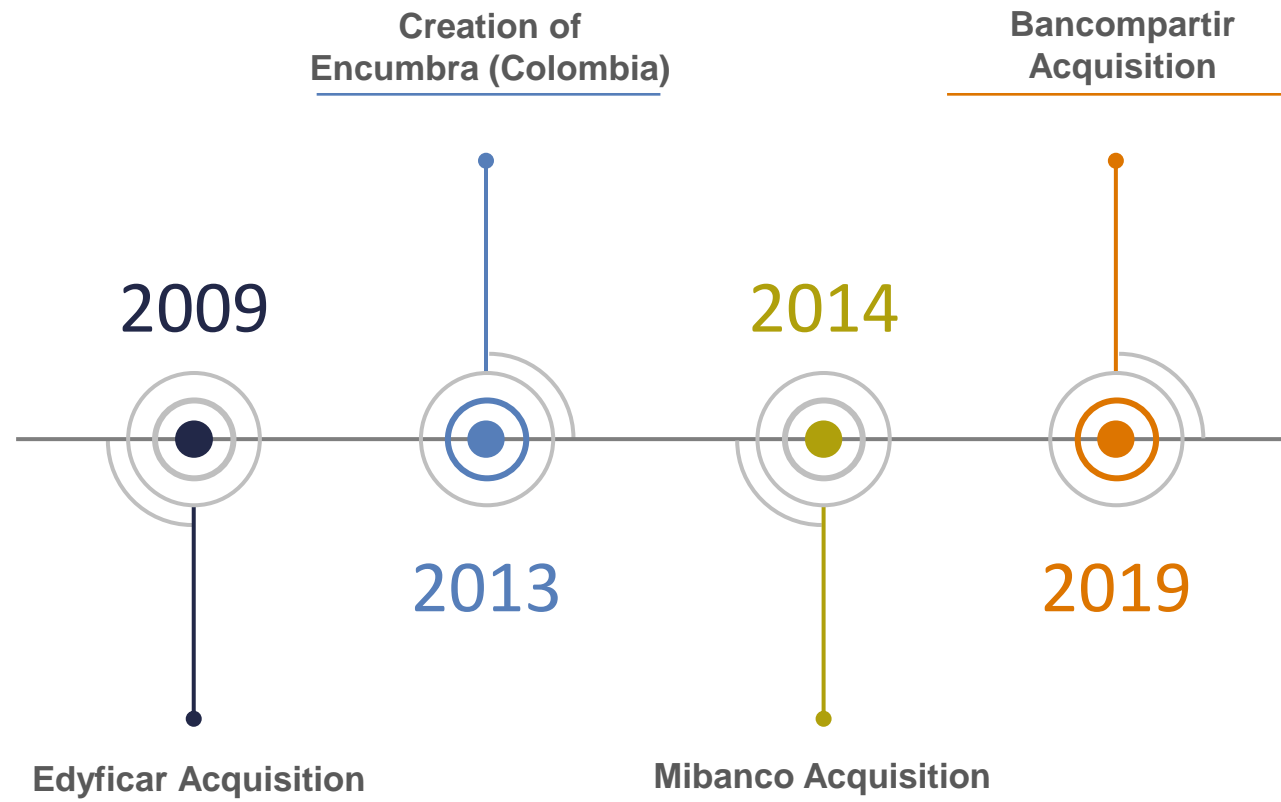 Creation of
Encumbra (Colombia)
Bancompartir
Acquisition
2009
2014
2013
2019
Edyficar Acquisition
Mibanco Acquisition